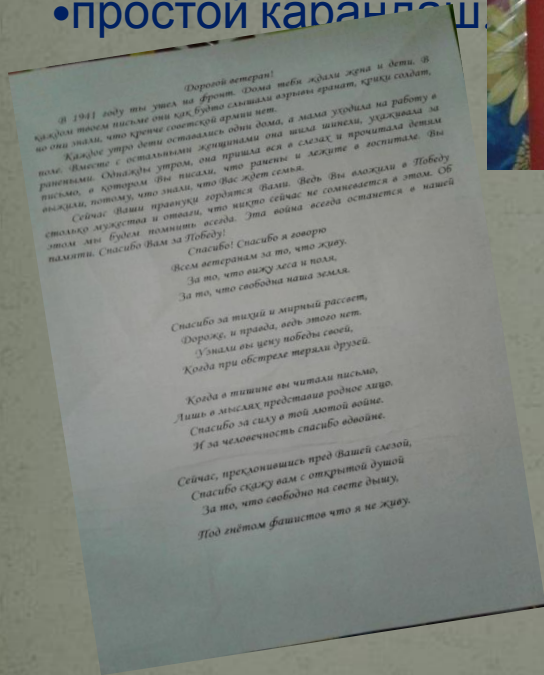 •простой карандаш.
Дорогой ветеран!
В 1941 году ты ушел на фронт. Дома тебя ждали жена и дети. В
каждом твоем письме они как будто слышали взрывы гранат, крики солдат,
но они знали, что крепче советской армии нет.
Каждое утро дети оставались одни дома, а мама уходила на работу в
поле. Вместе с остальными женщинами она шила шинели, ухаживала за
ранеными. Однажды утром, она пришла вся в слезах и прочитала детям
письмо, в котором Вы писали, что ранены и лежите в госпитале. Вы
выжили, потому, что знали, что Вас ждет семья.
Сейчас Ваши правнуки гордятся Вами. Ведь Вы вложили в Победу
столько мужества и отваги, что никто сейчас не сомневается в этом. Об
этом мы будем помнить всегда. Эта война всегда останется в нашей
памяти. Спасибо Вам за Победу!
Спасибо! Спасибо я говорю
Всем ветеранам за то, что живу.
За то, что вижу леса и поля,
За то, что свободна наша земля.
Спасибо за тихий и мирный рассвет,
Дороже, и правда, ведь этого нет.
Узнали вы цену победы своей,
Когда при обстреле теряли друзей.
Когда в тишине вы читали письмо,
Лишь в мыслях представив родное лицо.
Спасибо за силу в той лютой войне.
И за человечность спасибо вдвойне.
Сейчас, преклонившись пред Вашей слезой,
Спасибо скажу вам с открытой душой
За то, что свободно на свете дышу,
Под гнётом фашистов что я не живу.